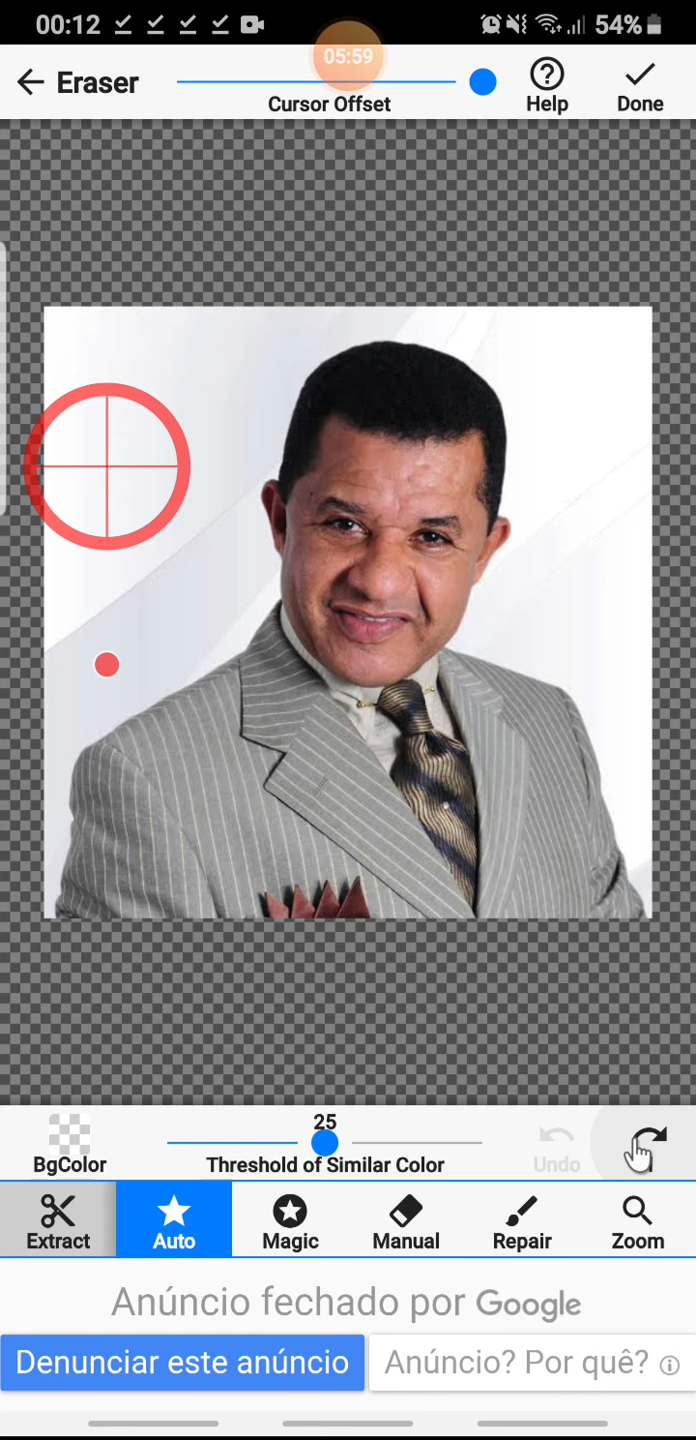 00:12
54%
05:59
Eraser
Cursor Offset
Help
Done
25
BgColor
Threshold of Similar Color
Undo
Extract
Auto
Magic
Manual
Repair
Zoom
Anúncio fechado por Google
Denunciar este anúncio
Anúncio? Por quê?